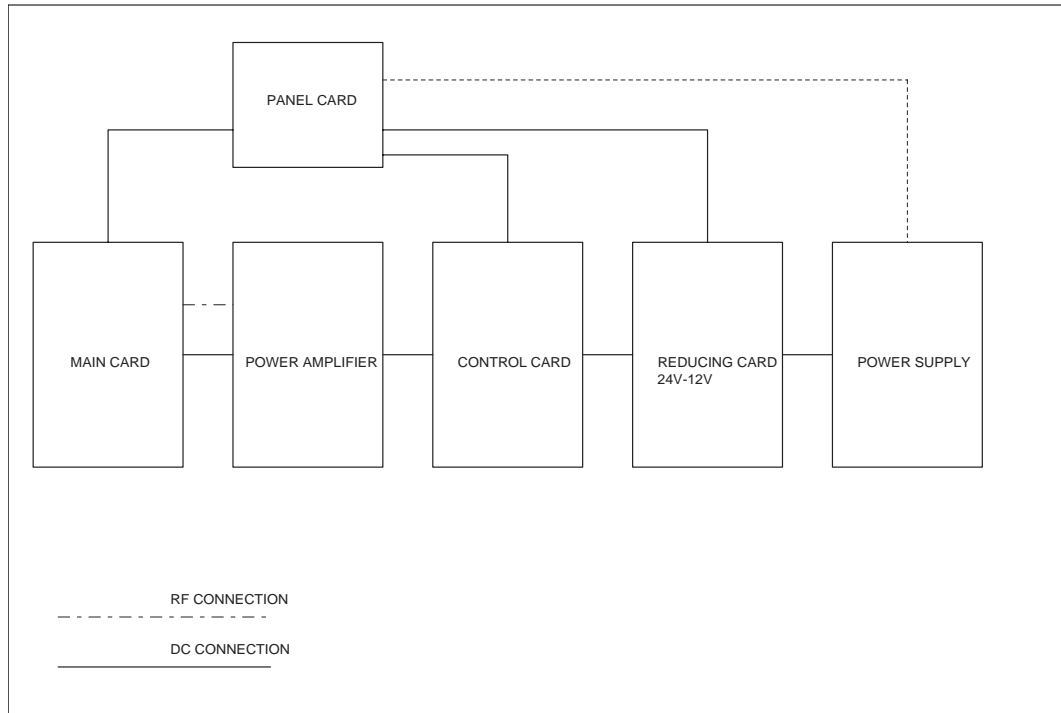 PANEL CARD
MAIN CARD
POWER AMPLIFIER
CONTROL CARD
REDUCING CARD
24V-12V
POWER SUPPLY
RF CONNECTION
DC CONNECTION